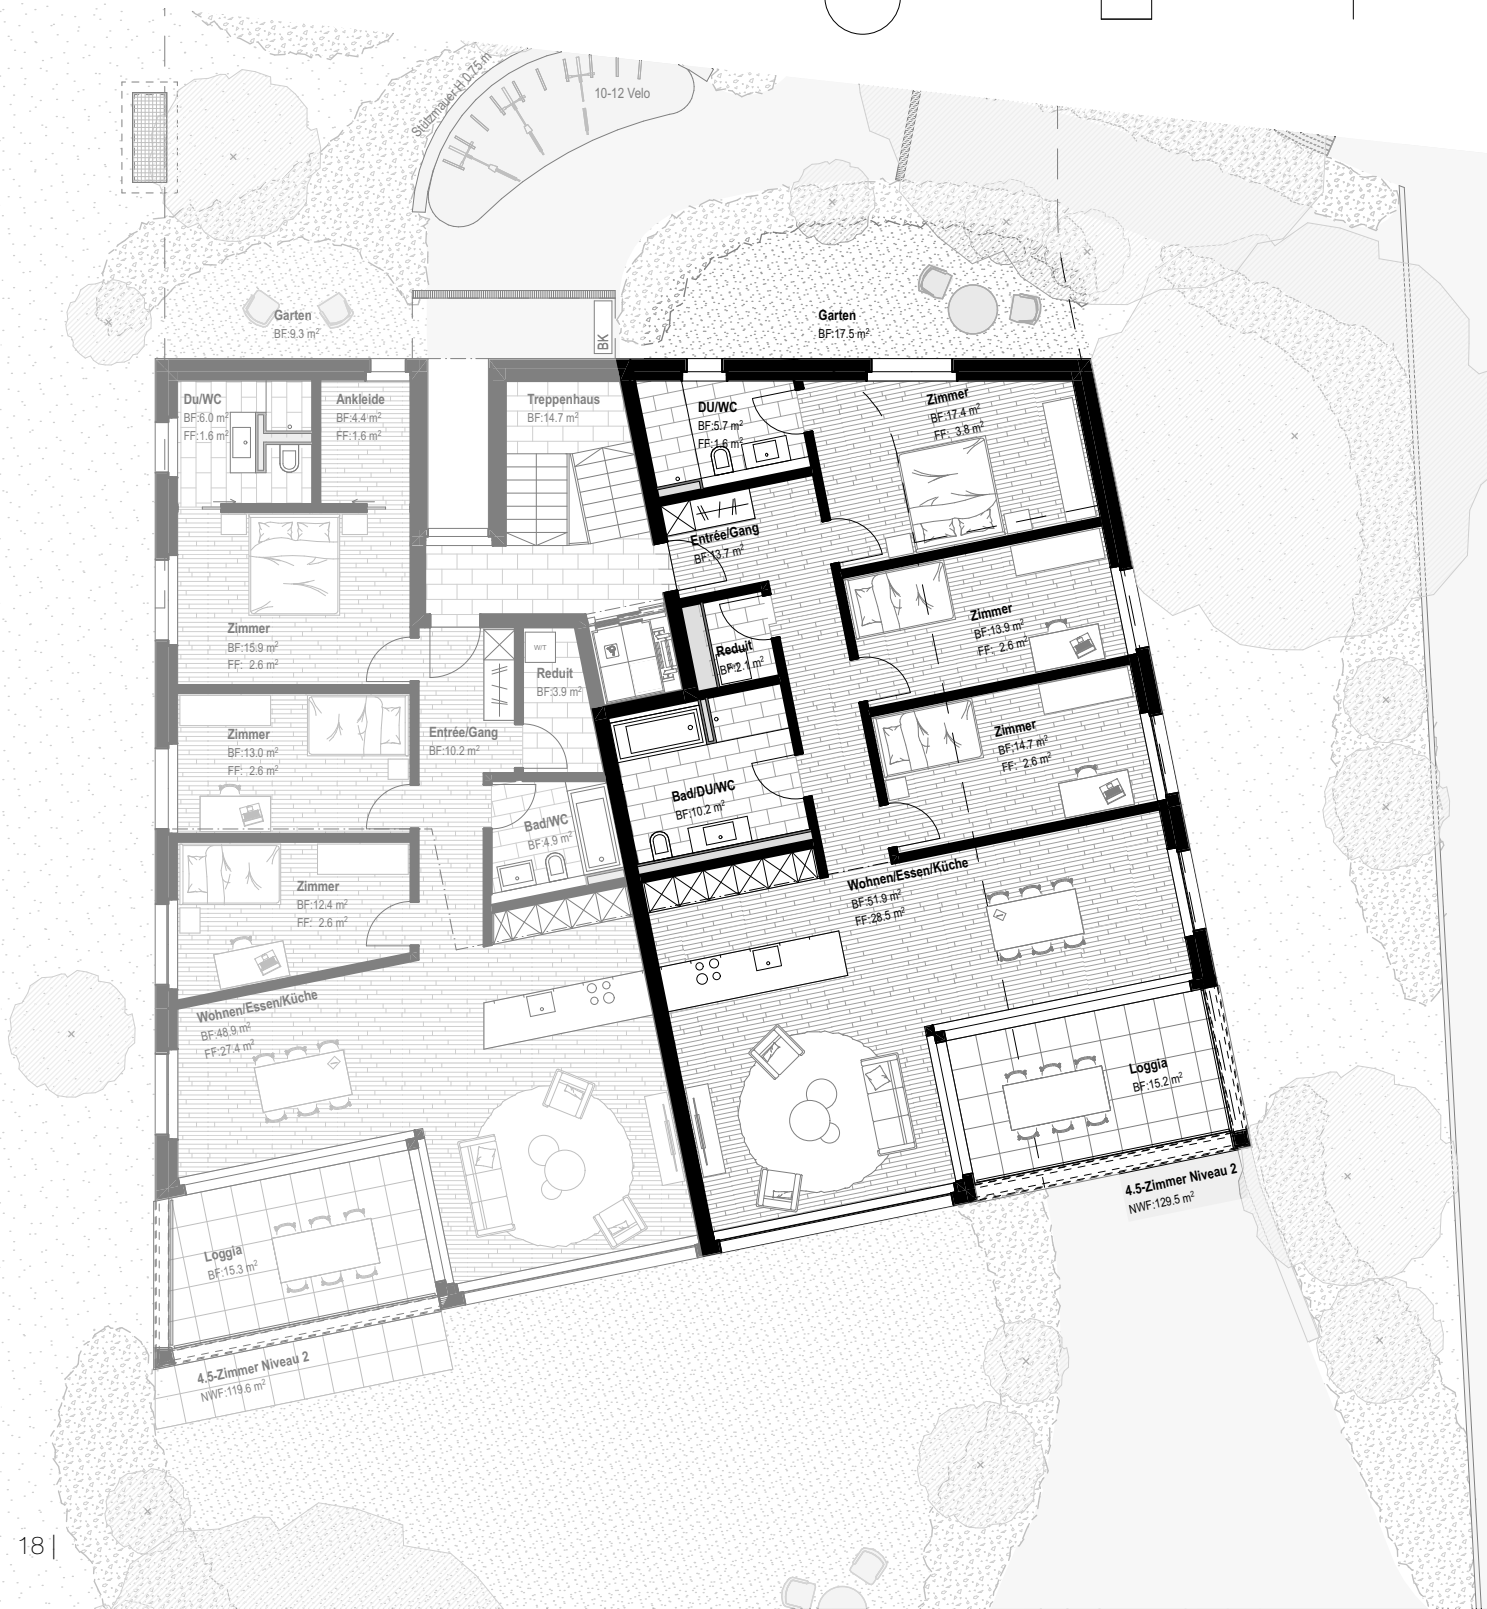 Stützmauer H 0.75 m
10-12 Velo
Garten
BF:9.3 m²
BK
Garten
BF:17.5 m²
Du/WC
BF:6.0 m²
FF:1.6 m²
Ankleide
BF:4.4 m²
FF:1.6 m²
Treppenhaus
BF:14.7 m²
DU/WC
BF:5.7 m²
FF:1.6 m²
Zimmer
BF:17.4 m²
FF: 3.8 m²
Entrée/Gang
BF:13.7 m²
Zimmer
BF:15.9 m²
FF: 2.6 m²
W/T
Reduit
BF:3.9 m²
Reduit
BF:2.1 m²
Zimmer
BF:13.9 m²
FF: 2.6 m²
Zimmer
BF:13.0 m²
FF: 2.6 m²
Entrée/Gang
BF:10.2 m²
Zimmer
BF:14.7 m²
FF: 2.6 m²
Bad/DU/WC
BF:10.2 m²
Bad/WC
BF:4.9 m²
Zimmer
BF:12.4 m²
FF: 2.6 m²
Wohnen/Essen/Küche
BF:51.9 m²
FF:28.5 m²
Wohnen/Essen/Küche
BF:48.9 m²
FF:27.4 m²
Loggia
BF:15.2 m²
4.5-Zimmer Niveau 2
NWF:129.5 m²
Loggia
BF:15.3 m²
4.5-Zimmer Niveau 2
NWF:119.6 m²
18 |